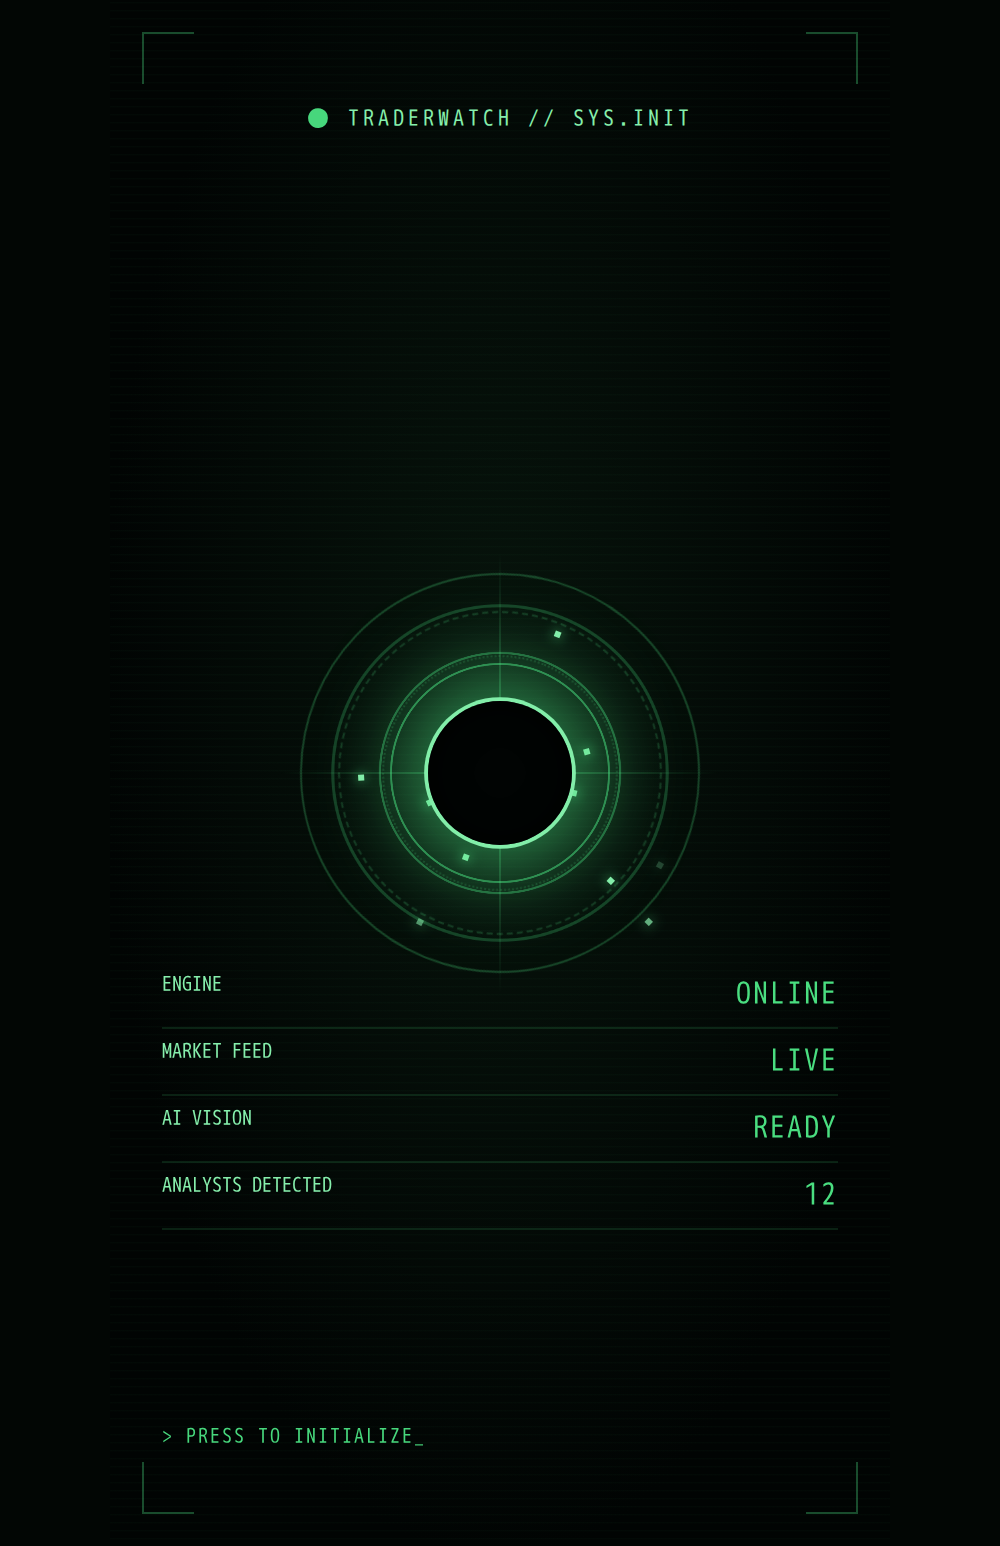 TRADERWATCH // SYS.INIT
ENGINE ONLINE
MARKET FEED LIVE
AI VISION READY
ANALYSTS DETECTED 12
> PRESS TO INITIALIZE_